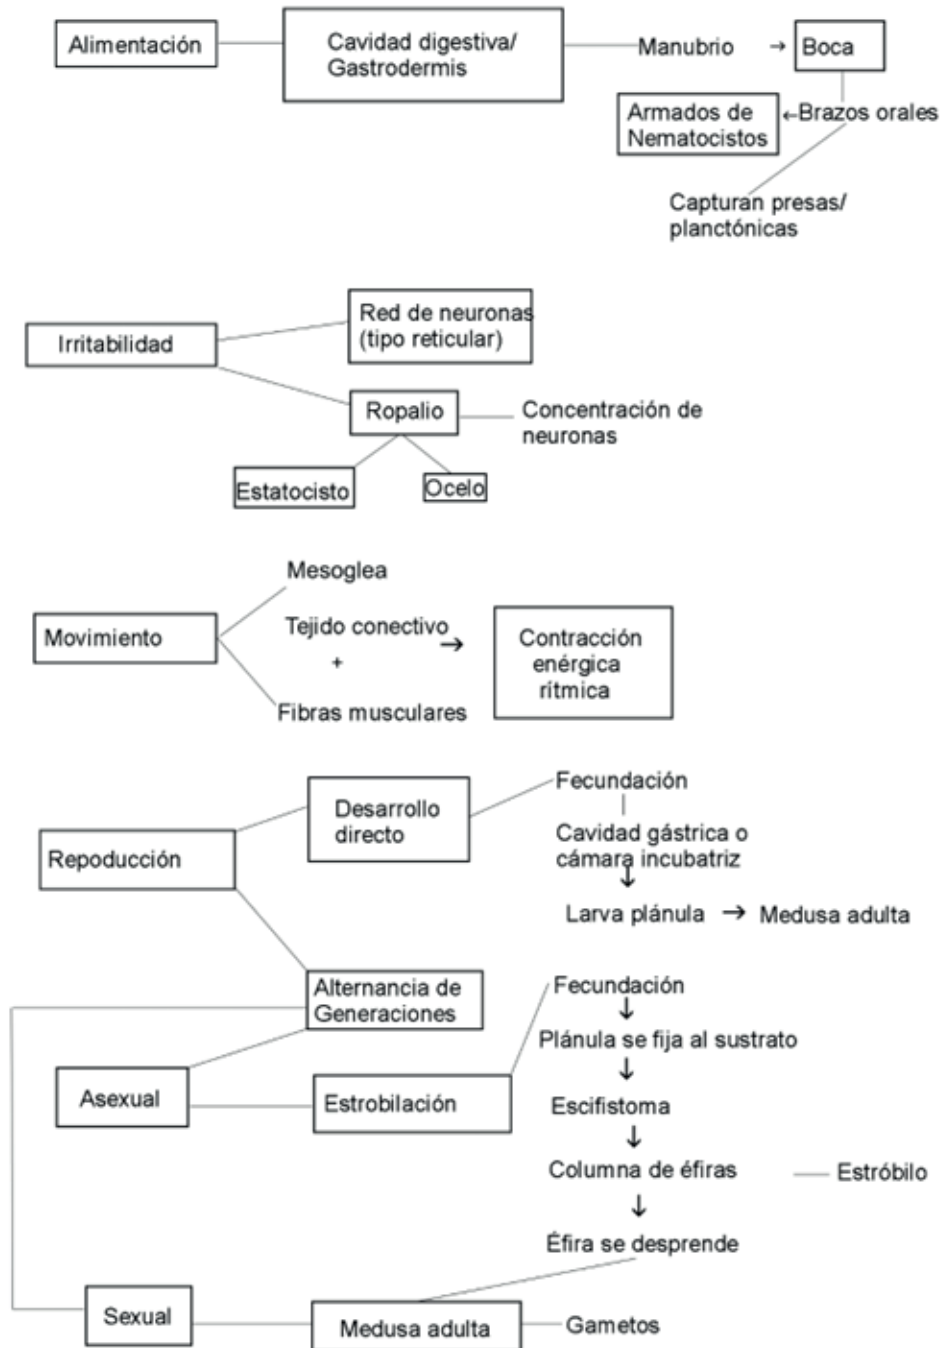 Alimentación
Cavidad digestiva/
Gastrodermis
Manubrio → Boca
Armados de
Nematocistos
←Brazos orales
Capturan presas/
planctónicas
Irritabilidad
Red de neuronas
(tipo reticular)
Ropalio
Concentración de
neuronas
Estatocisto
Ocelo
Movimiento
Mesoglea
Tejido conectivo →
+
Fibras musculares
Contracción
enérgica
rítmica
Repoducción
Desarrollo
directo
Fecundación
Cavidad gástrica o
cámara incubatriz
↓
Larva plánula → Medusa adulta
Alternancia de
Generaciones
Asexual
Estrobilación
Fecundación
↓
Plánula se fija al sustrato
↓
Escifistoma
↓
Columna de éfiras
Estróbilo
↓
Éfira se desprende
Sexual
Medusa adulta
Gametos